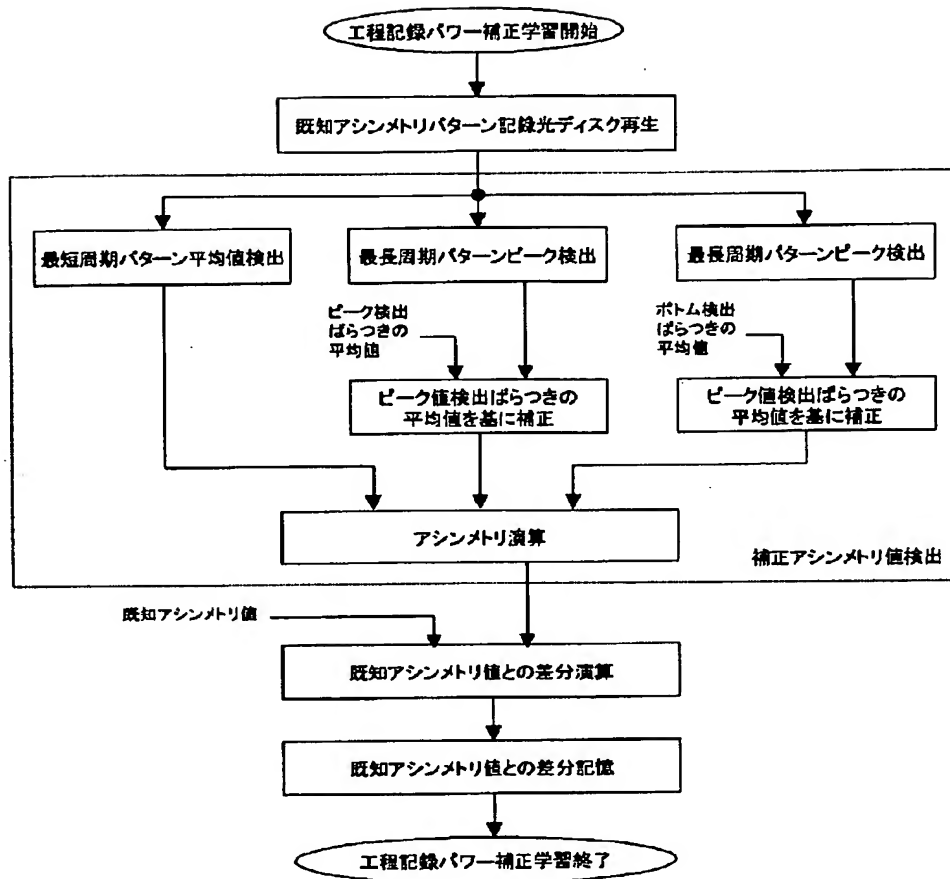 工程記録パワー補正学習開始
既知アシンメトリパターン記録光ディスク再生
最短周期パターン平均値検出
最長周期パターンピーク検出
最長周期パターンピーク検出
ピーク検出
ばらつきの
平均値
ボトム検出
ばらつきの
平均値
ピーク値検出ばらつきの
平均値を基に補正
ピーク値検出ばらつきの
平均値を基に補正
アシンメトリ演算
補正アシンメトリ値検出
既知アシンメトリ値
既知アシンメトリ値との差分演算
既知アシンメトリ値との差分記憶
工程記録パワー補正学習終了